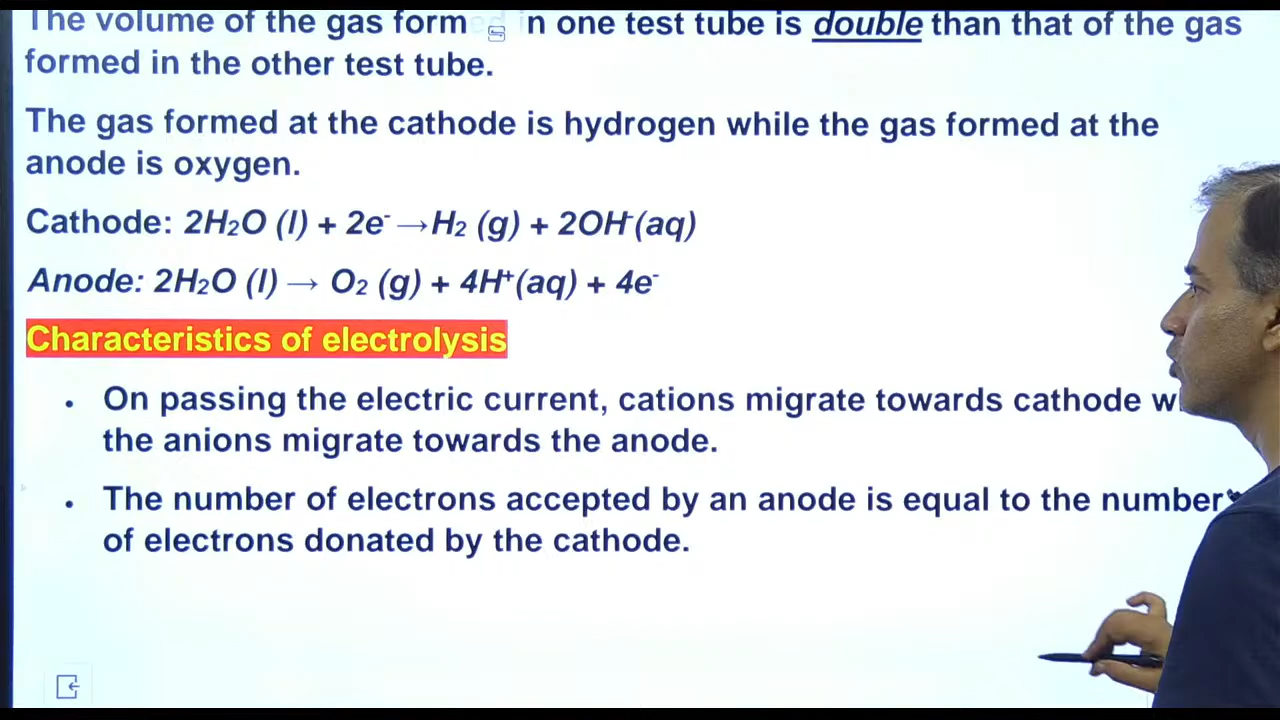 The volume of the gas formed in one test tube is double than that of the gas
formed in the other test tube.
The gas formed at the cathode is hydrogen while the gas formed at the
anode is oxygen.
Cathode: 2H₂O (l) + 2e⁻ →H₂ (g) + 2OH⁻(aq)
Anode: 2H₂O (l) → O₂ (g) + 4H⁺(aq) + 4e⁻
Characteristics of electrolysis
• On passing the electric current, cations migrate towards cathode
the anions migrate towards the anode.
• The number of electrons accepted by an anode is equal to the number
of electrons donated by the cathode.